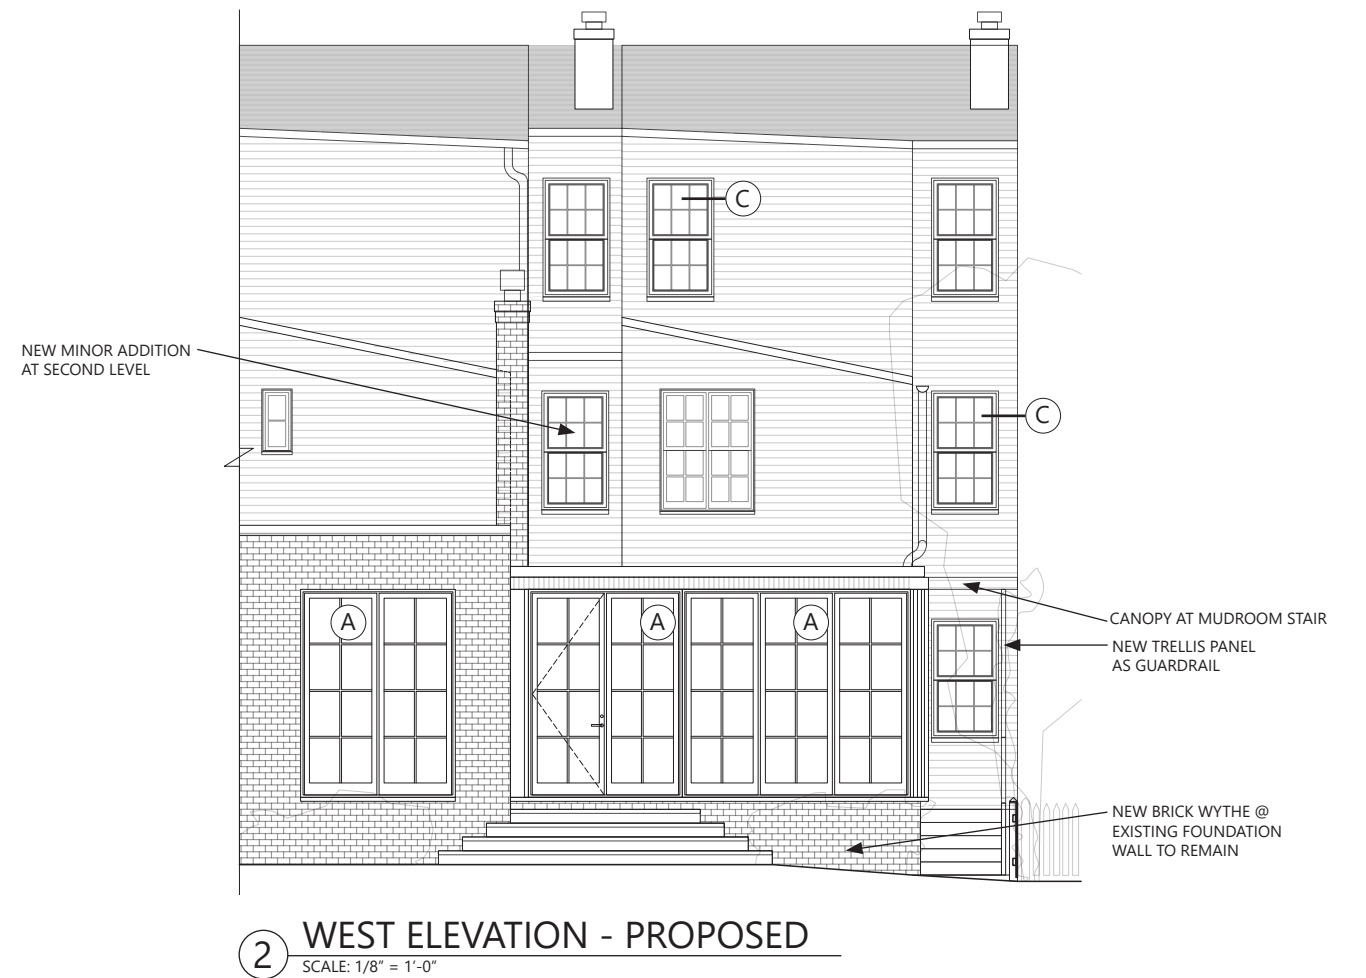 C
NEW MINOR ADDITION
AT SECOND LEVEL
C
A
A
A
CANOPY AT MUDROOM STAIR
NEW TRELLIS PANEL
AS GUARDRAIL
NEW BRICK WYTHE @
EXISTING FOUNDATION
WALL TO REMAIN
2
WEST ELEVATION - PROPOSED
SCALE: 1/8" = 1'-0"